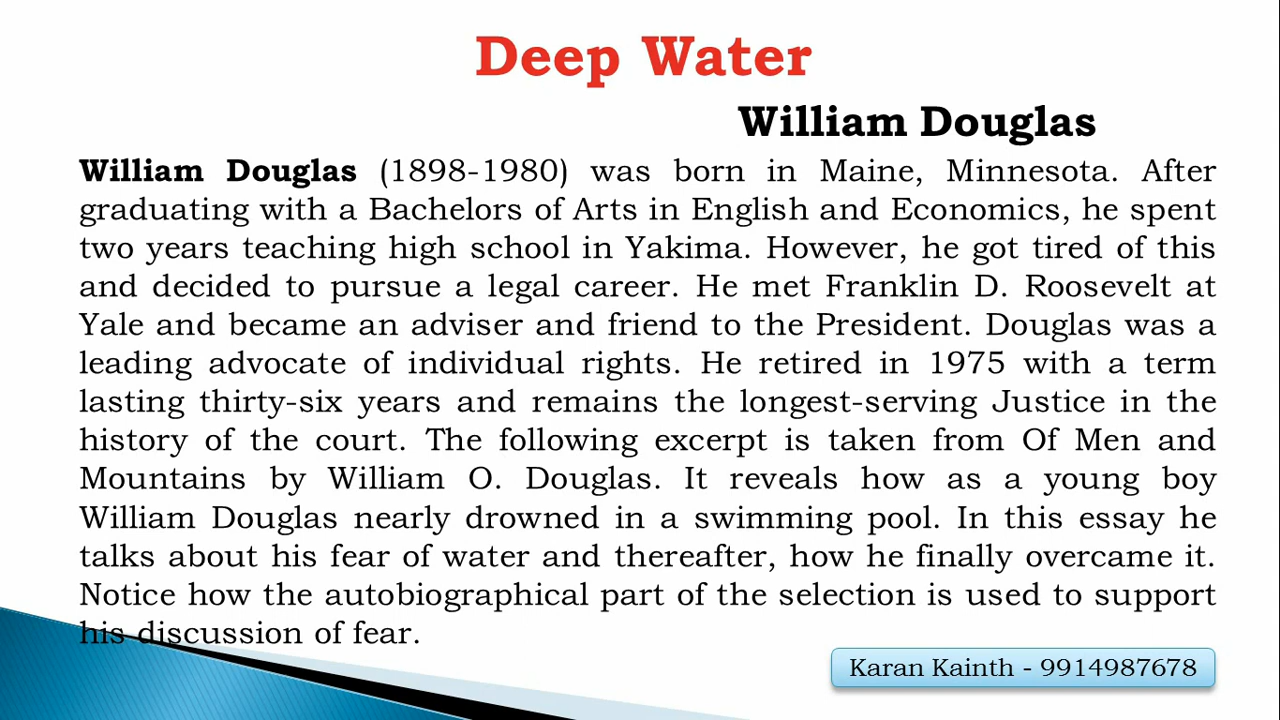 Deep Water
William Douglas
William Douglas (1898-1980) was born in Maine, Minnesota. After
graduating with a Bachelors of Arts in English and Economics, he spent
two years teaching high school in Yakima. However, he got tired of this
and decided to pursue a legal career. He met Franklin D. Roosevelt at
Yale and became an adviser and friend to the President. Douglas was a
leading advocate of individual rights. He retired in 1975 with a term
lasting thirty-six years and remains the longest-serving Justice in the
history of the court. The following excerpt is taken from Of Men and
Mountains by William O. Douglas. It reveals how as a young boy
William Douglas nearly drowned in a swimming pool. In this essay he
talks about his fear of water and thereafter, how he finally overcame it.
Notice how the autobiographical part of the selection is used to support
his discussion of fear.
Karan Kainth - 9914987678